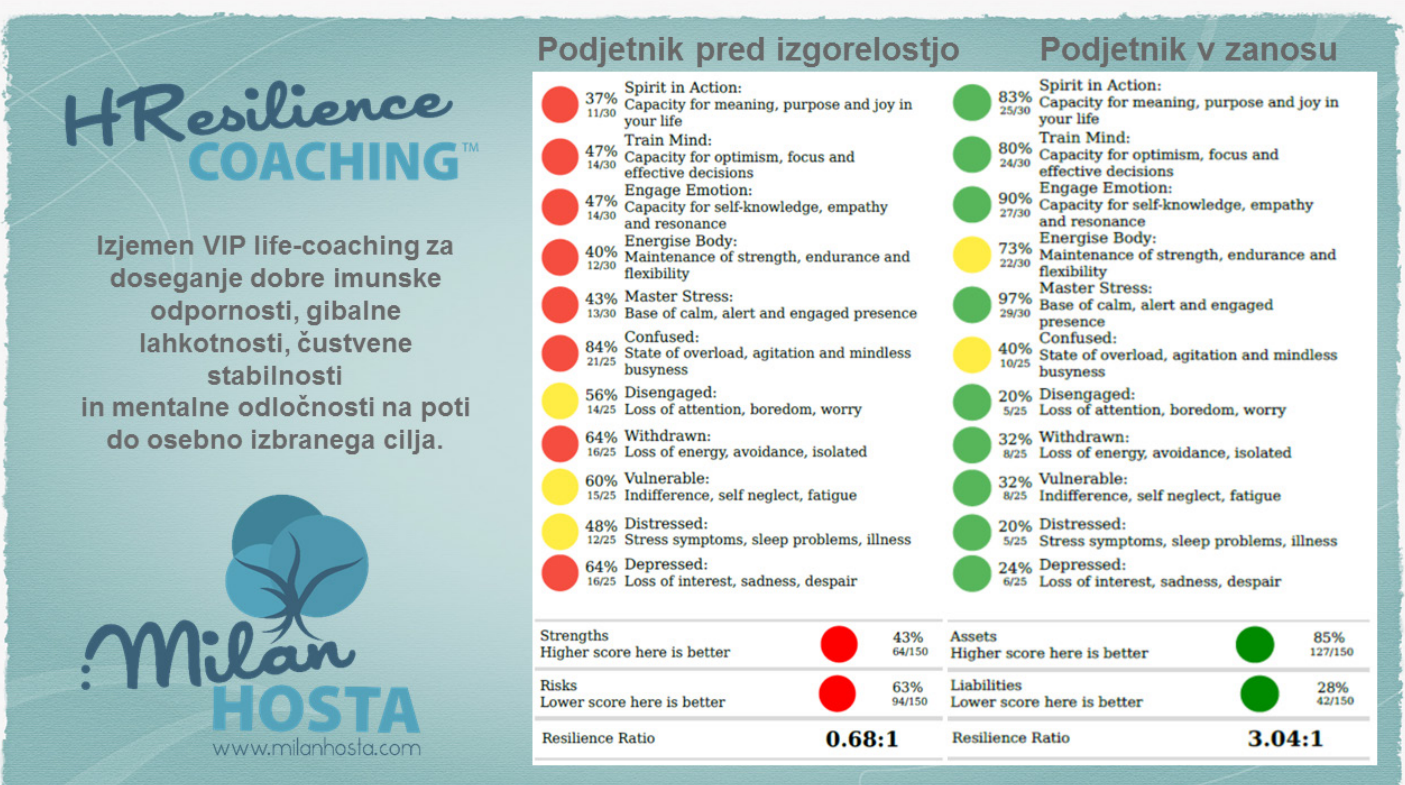 HResilience
COACHING™
Izjemen VIP life-coaching za
doseganje dobre imunske
odpornosti, gibalne
lahkotnosti, čustvene
stabilnosti
in mentalne odločnosti na poti
do osebno izbranega cilja.
:Milan
HOSTA
www.milanhosta.com
Podjetnik pred izgorelostjo
37%
11/30
Spirit in Action:
Capacity for meaning, purpose and joy in
your life
47%
14/30
Train Mind:
Capacity for optimism, focus and
effective decisions
47%
14/30
Engage Emotion:
Capacity for self-knowledge, empathy
and resonance
40%
12/30
Energise Body:
Maintenance of strength, endurance and
flexibility
43%
13/30
Master Stress:
Base of calm, alert and engaged presence
84%
21/25
Confused:
State of overload, agitation and mindless
busyness
56%
14/25
Disengaged:
Loss of attention, boredom, worry
64%
16/25
Withdrawn:
Loss of energy, avoidance, isolated
60%
15/25
Vulnerable:
Indifference, self neglect, fatigue
48%
12/25
Distressed:
Stress symptoms, sleep problems, illness
64%
16/25
Depressed:
Loss of interest, sadness, despair
Strengths
Higher score here is better
43%
64/150
Risks
Lower score here is better
63%
94/150
Resilience Ratio
0.68:1
Podjetnik v zanosu
83%
25/30
Spirit in Action:
Capacity for meaning, purpose and joy in
your life
80%
24/30
Train Mind:
Capacity for optimism, focus and
effective decisions
90%
27/30
Engage Emotion:
Capacity for self-knowledge, empathy
and resonance
73%
22/30
Energise Body:
Maintenance of strength, endurance and
flexibility
97%
29/30
Master Stress:
Base of calm, alert and engaged
presence
40%
10/25
Confused:
State of overload, agitation and mindless
busyness
20%
5/25
Disengaged:
Loss of attention, boredom, worry
32%
8/25
Withdrawn:
Loss of energy, avoidance, isolated
32%
8/25
Vulnerable:
Indifference, self neglect, fatigue
20%
5/25
Distressed:
Stress symptoms, sleep problems, illness
24%
6/25
Depressed:
Loss of interest, sadness, despair
Assets
Higher score here is better
85%
127/150
Liabilities
Lower score here is better
28%
42/150
Resilience Ratio
3.04:1